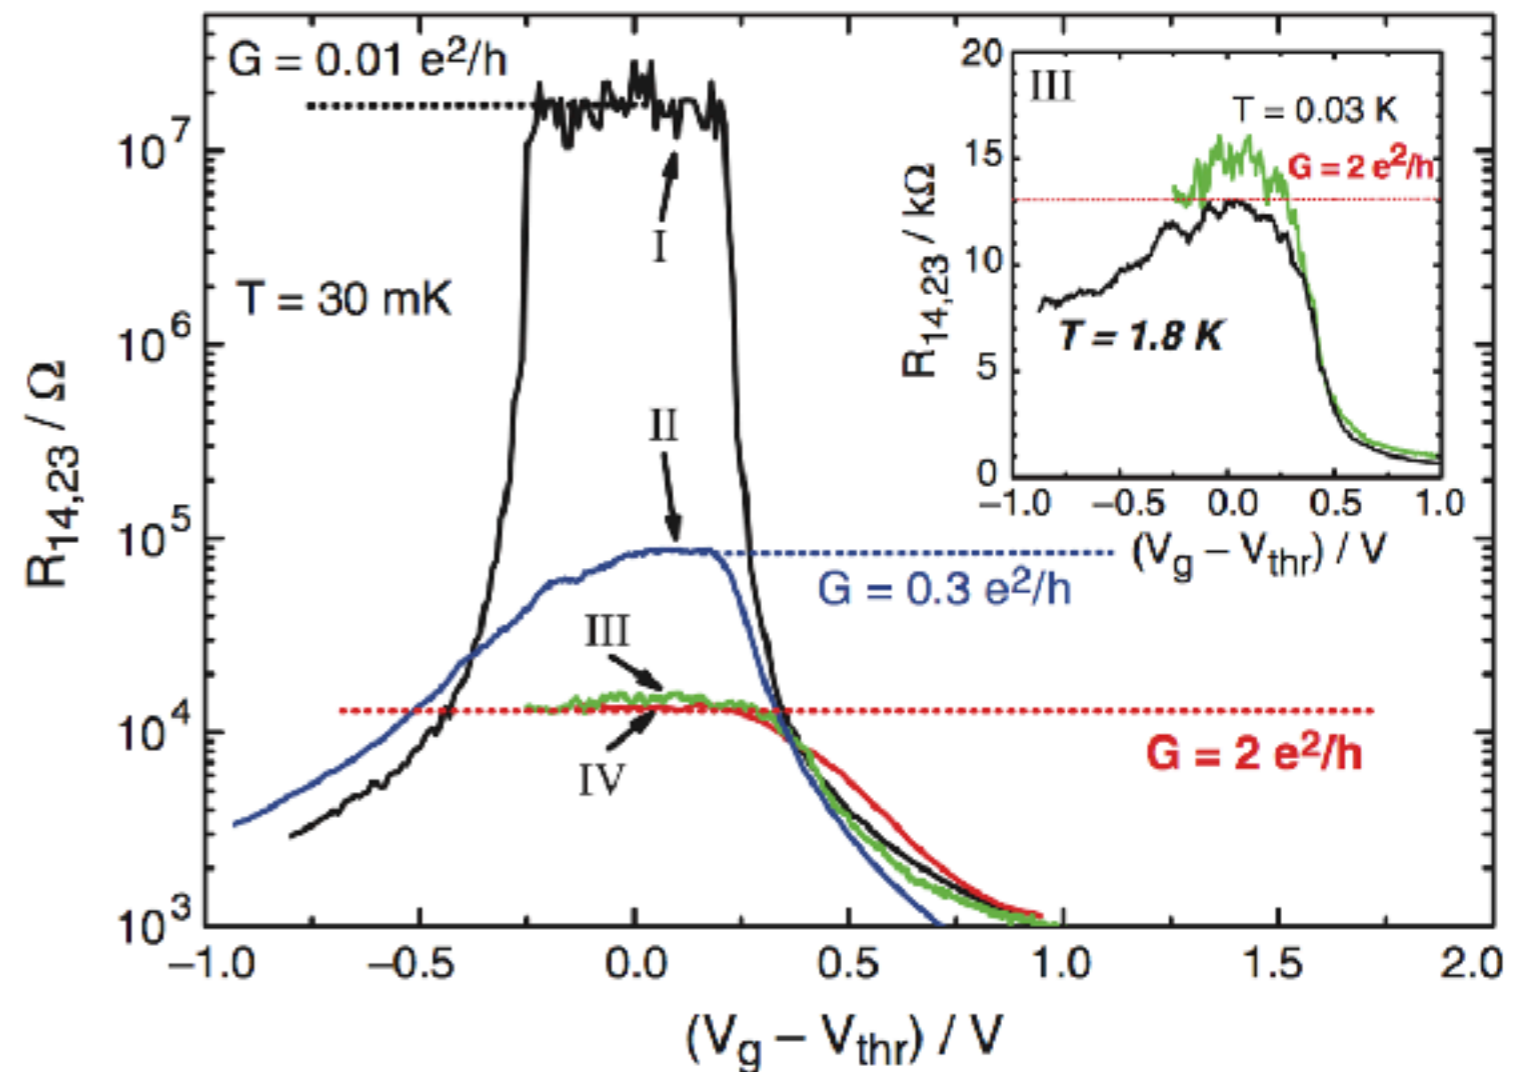 G = 0.01 e²/h
T = 30 mK
I
II
III
IV
G = 0.3 e²/h
G = 2 e²/h
R₁₄,₂₃ / Ω
10⁷
10⁶
10⁵
10⁴
10³
−1.0 −0.5 0.0 0.5 1.0 1.5 2.0
(Vg – Vthr) / V
III
T = 0.03 K
G = 2 e²/h
T = 1.8 K
R₁₄,₂₃ / kΩ
20
15
10
5
0
−1.0 −0.5 0.0 0.5 1.0
(Vg – Vthr) / V